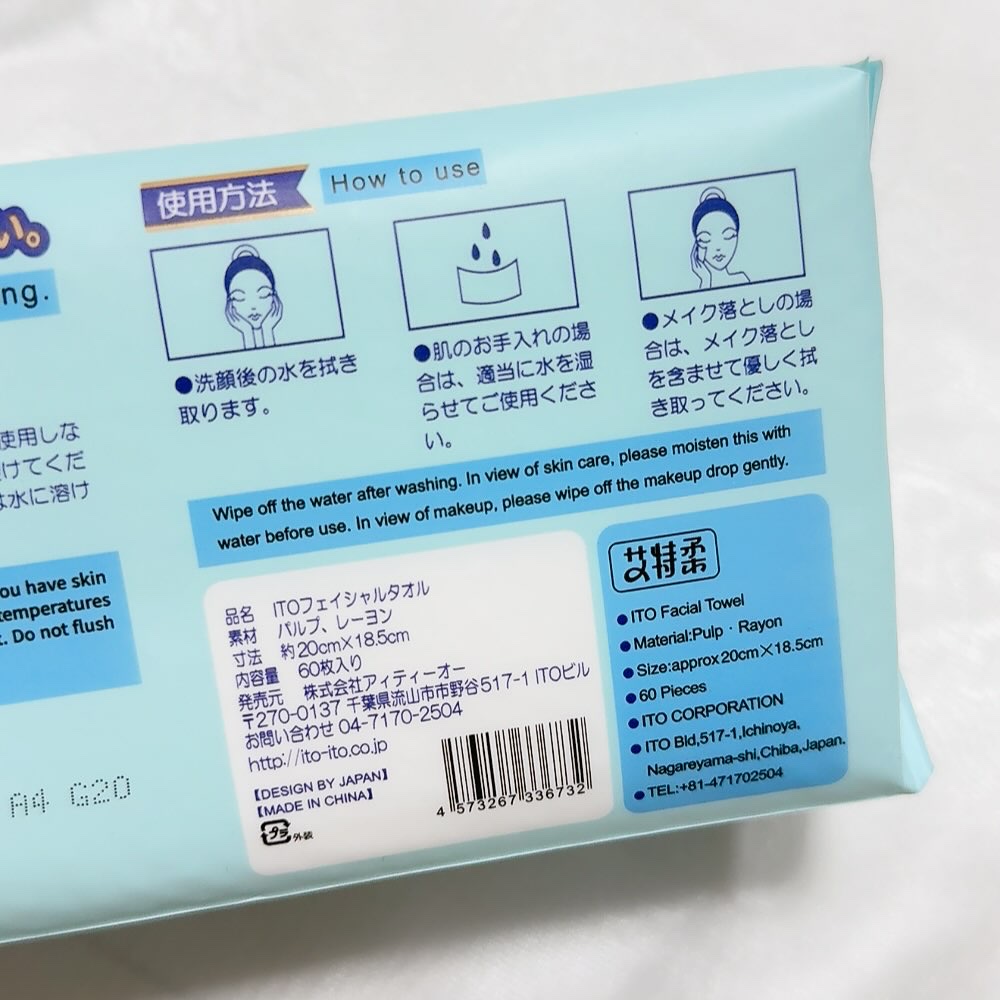 い。
ng.
使用方法
How to use
●洗顔後の水を拭き
取ります。
●肌のお手入れの場
合は、適当に水を湿
らせてご使用くださ
い。
●メイク落としの場
合は、メイク落とし
を含ませて優しく拭
き取ってください。
使用しな
けてくだ
は水に溶け
Wipe off the water after washing. In view of skin care, please moisten this with
water before use. In view of makeup, please wipe off the makeup drop gently.
ou have skin
temperatures
t. Do not flush
A4 G20
品名 ITOフェイシャルタオル
素材 パルプ、レーヨン
寸法 約20cm×18.5cm
内容量 60枚入り
発売元 株式会社アイティーオー
〒270-0137 千葉県流山市市野谷517-1 ITOビル
お問い合わせ 04-7170-2504
http://ito-ito.co.jp
【DESIGN BY JAPAN】
【MADE IN CHINA】
プラ 外装
4 573267 336732
艾特柔
●ITO Facial Towel
●Material:Pulp・Rayon
●Size:approx20cm×18.5cm
●60 Pieces
●ITO CORPORATION
●ITO Bld,517-1,Ichinoya,
Nagareyama-shi,Chiba,Japan.
●TEL:+81-471702504